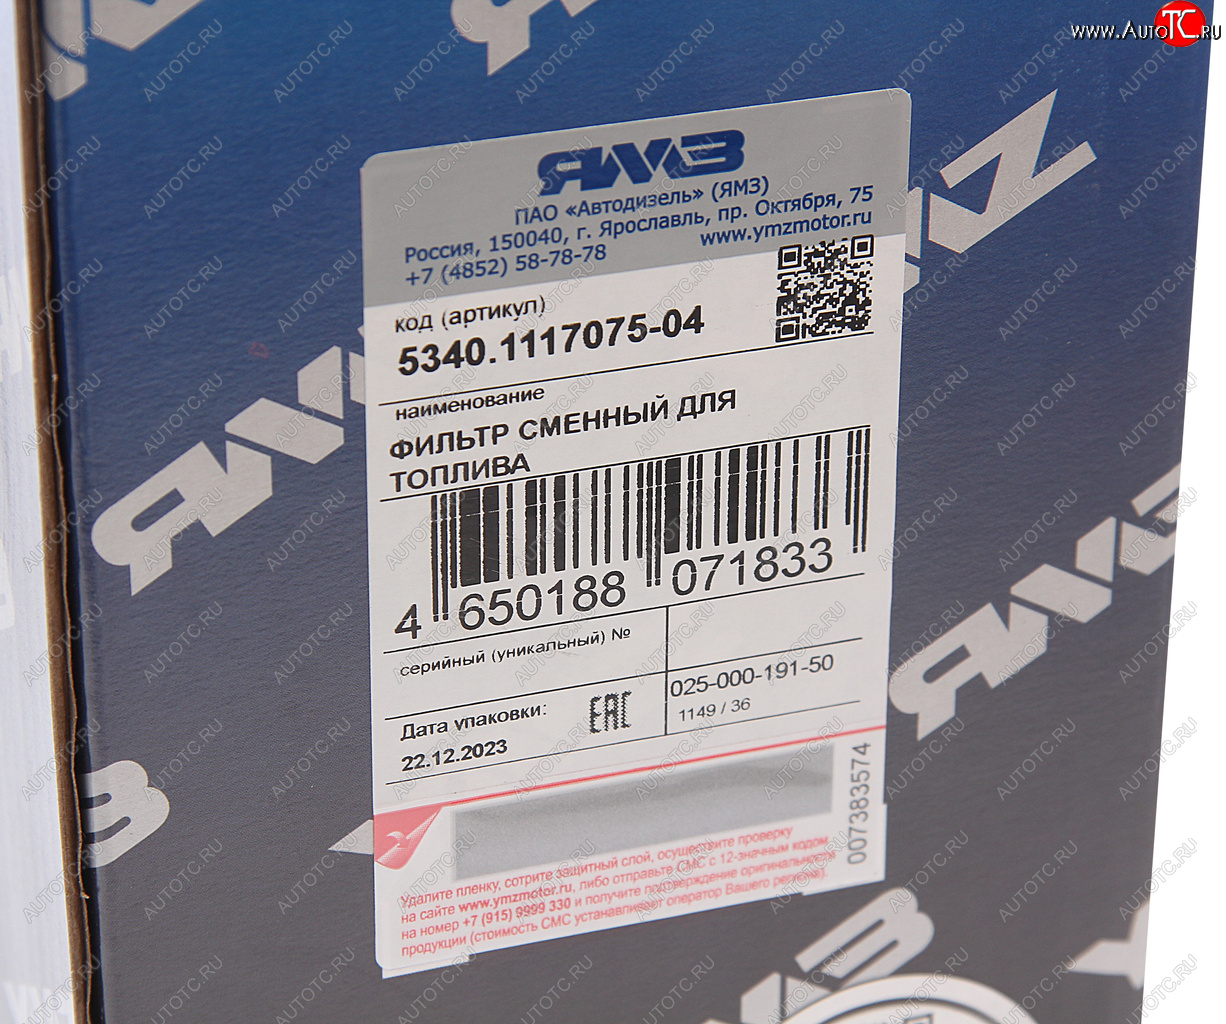 www.AutoTC.ru
ЯМЗ
ПАО «Автодизель» (ЯМЗ)
Россия, 150040, г. Ярославль, пр. Октября, 75
+7 (4852) 58-78-78
www.ymzmotor.ru
код (артикул)
5340.1117075-04
наименование
ФИЛЬТР СМЕННЫЙ ДЛЯ
ТОПЛИВА
4 650188 071833
серийный (уникальный) №
025-000-191-50
1149 / 36
Дата упаковки:
22.12.2023
EAC
007383574
Удалите пленку, сотрите защитный слой, осуществите проверку
на сайте www.ymzmotor.ru, либо отправьте СМС с 12-значным кодом
на номер +7 (915) 9999 330 и получите подтверждение оригинальности
продукции (стоимость СМС устанавливает оператор Вашего региона).
ЯМЗ
YMZ
ЯМЗ
AUTOTC.RU